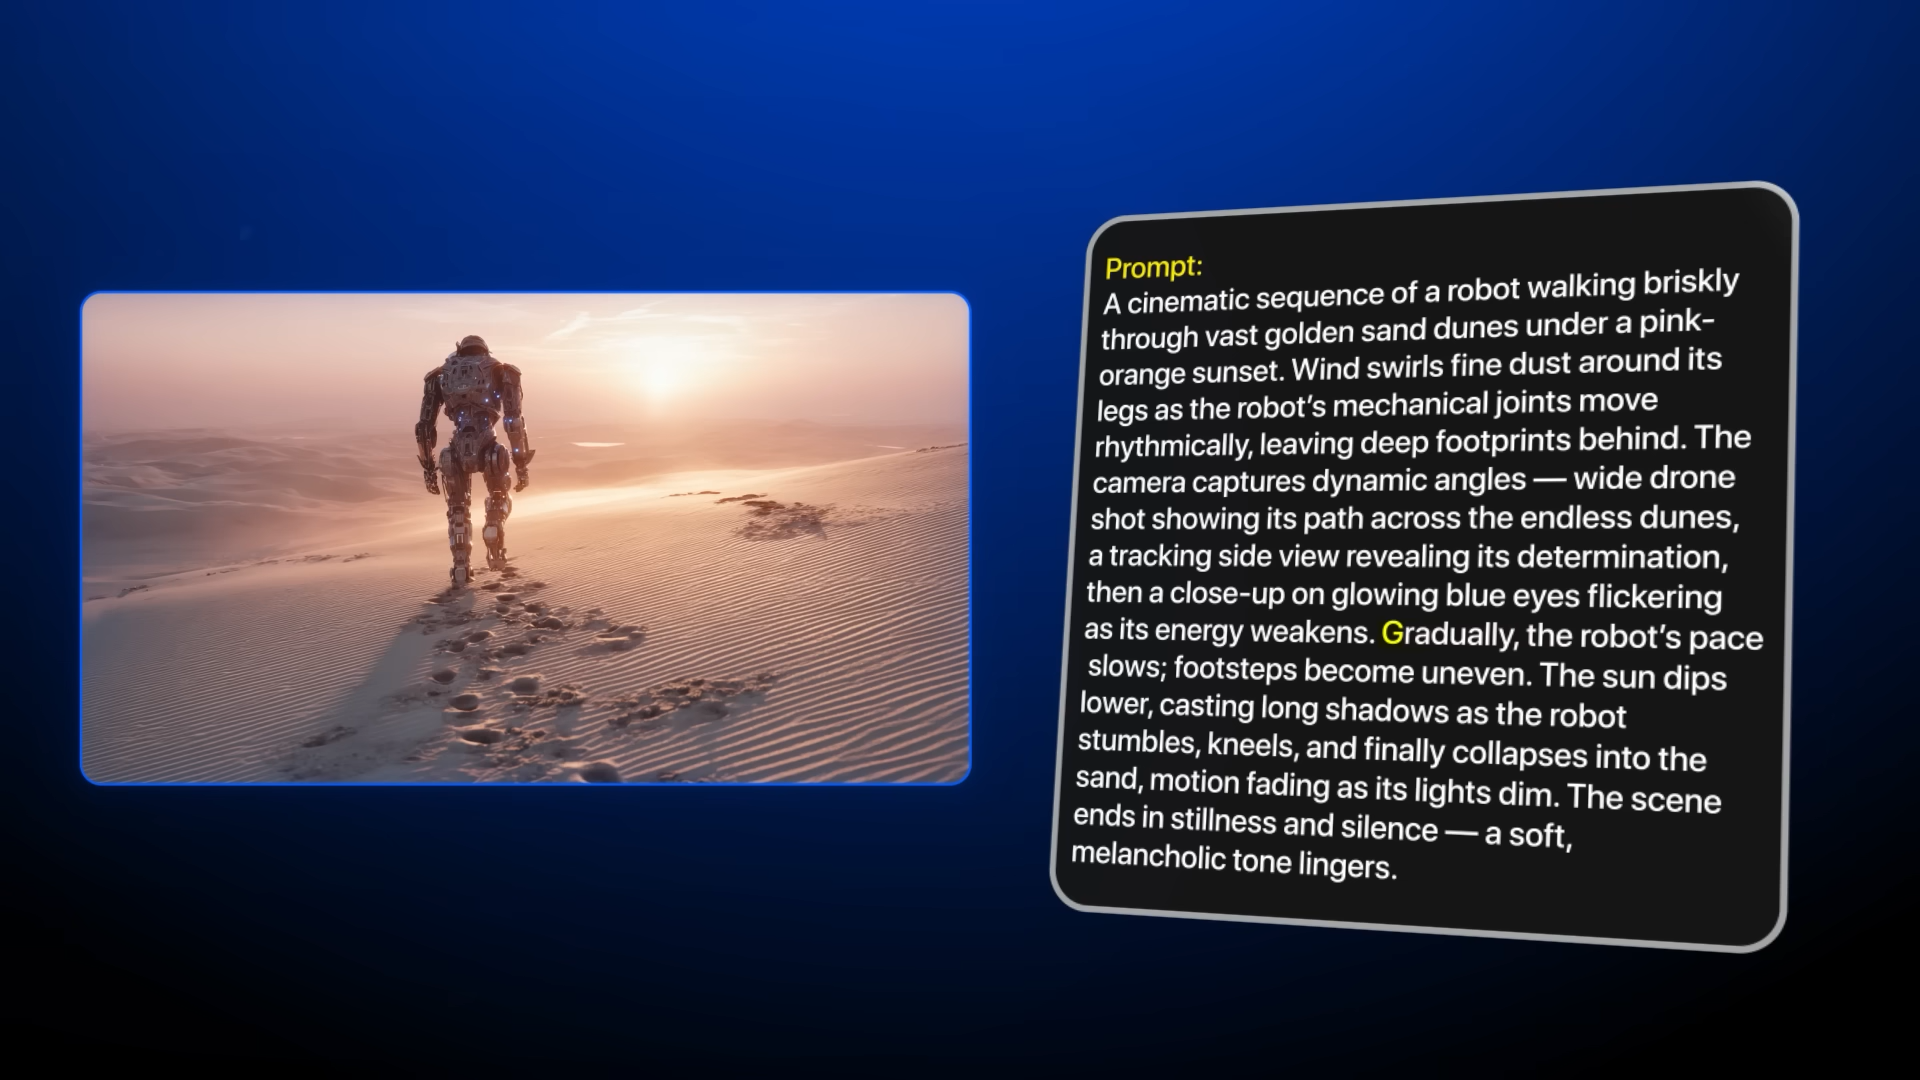 Prompt:
A cinematic sequence of a robot walking briskly
through vast golden sand dunes under a pink-
orange sunset. Wind swirls fine dust around its
legs as the robot’s mechanical joints move
rhythmically, leaving deep footprints behind. The
camera captures dynamic angles — wide drone
shot showing its path across the endless dunes,
a tracking side view revealing its determination,
then a close-up on glowing blue eyes flickering
as its energy weakens. Gradually, the robot’s pace
slows; footsteps become uneven. The sun dips
lower, casting long shadows as the robot
stumbles, kneels, and finally collapses into the
sand, motion fading as its lights dim. The scene
ends in stillness and silence — a soft,
melancholic tone lingers.